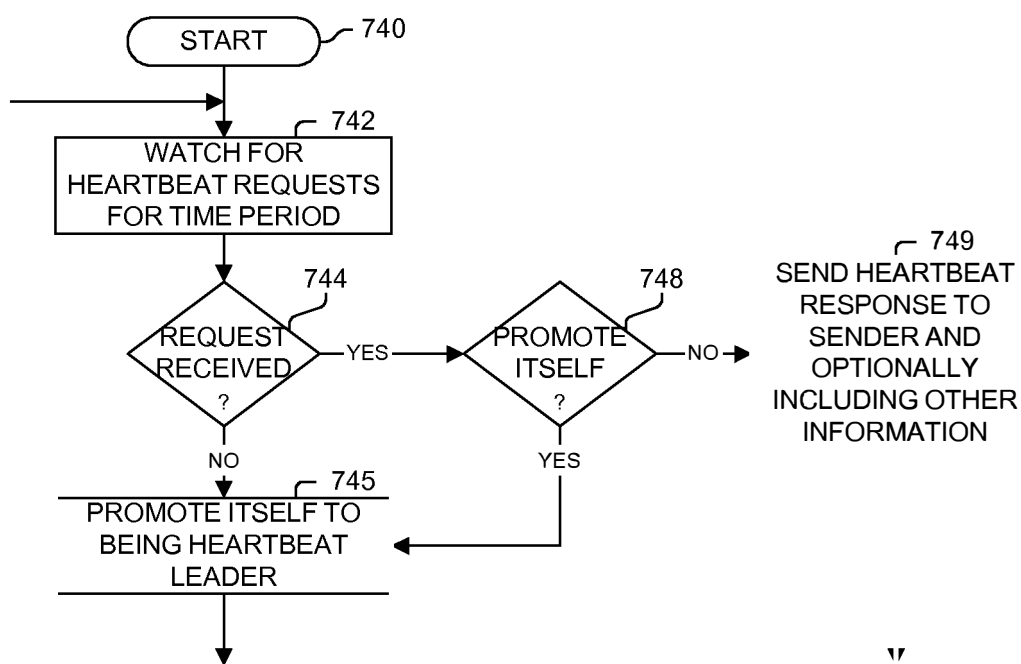 START
740
742
WATCH FOR
HEARTBEAT REQUESTS
FOR TIME PERIOD
744
REQUEST
RECEIVED
?
YES
748
PROMOTE
ITSELF
?
NO
749
SEND HEARTBEAT
RESPONSE TO
SENDER AND
OPTIONALLY
INCLUDING OTHER
INFORMATION
NO
YES
745
PROMOTE ITSELF TO
BEING HEARTBEAT
LEADER